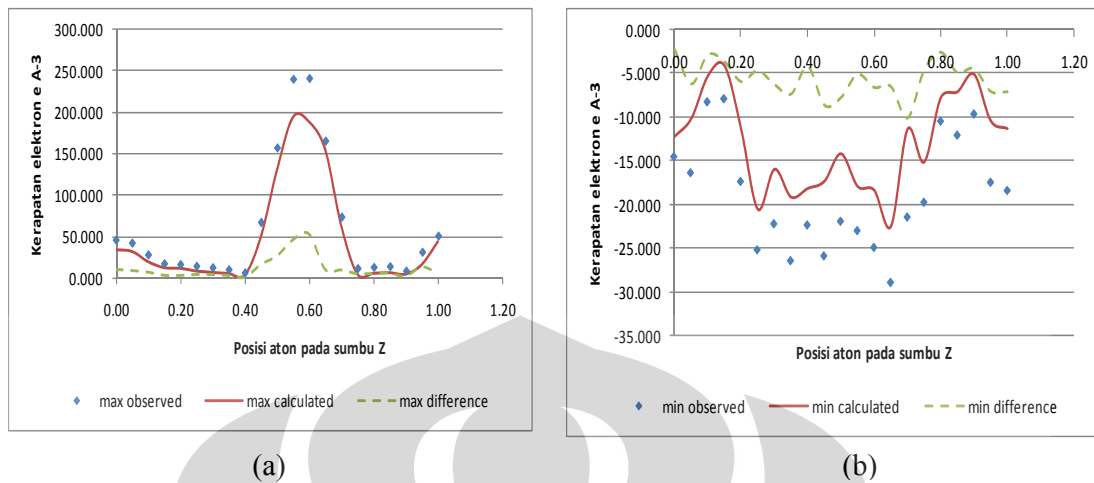 300.000
250.000
200.000
150.000
100.000
50.000
0.000
0.00 0.20 0.40 0.60 0.80 1.00 1.20
Kerapatan elektron e A-3
Posisi aton pada sumbu Z
max observed max calculated max difference
(a)
0.000
-5.000
-10.000
-15.000
-20.000
-25.000
-30.000
-35.000
0.00 0.20 0.40 0.60 0.80 1.00 1.20
Kerapatan elektron e A-3
Posisi aton pada sumbu Z
min observed min calculated min difference
(b)